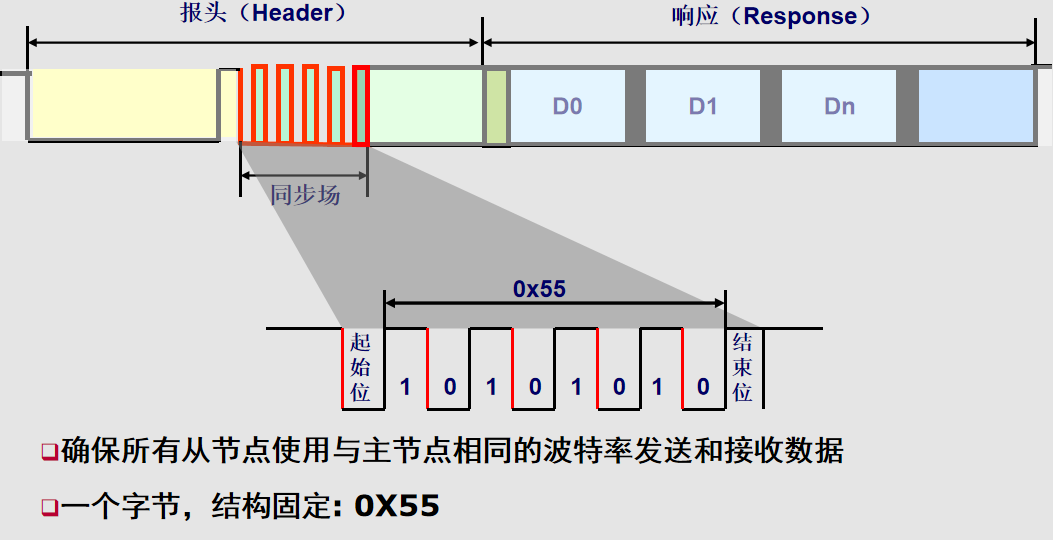 报头（Header）
响应（Response）
D0
D1
Dn
同步场
0x55
起始位
1 0 1 0 1 0 1 0
结束位
❑确保所有从节点使用与主节点相同的波特率发送和接收数据
❑一个字节，结构固定: 0X55